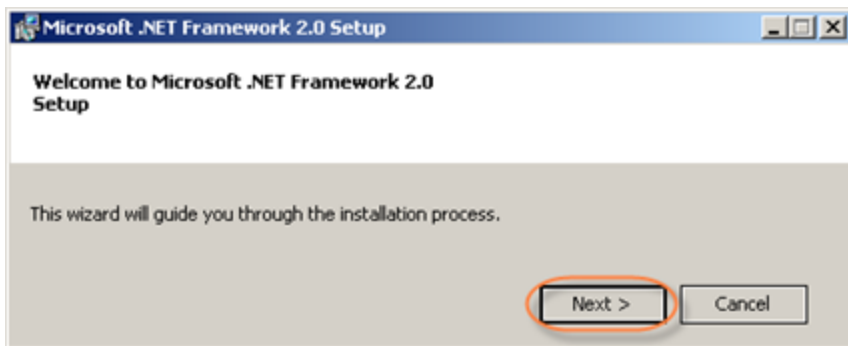 Microsoft .NET Framework 2.0 Setup
Welcome to Microsoft .NET Framework 2.0
Setup
This wizard will guide you through the installation process.
Next >
Cancel